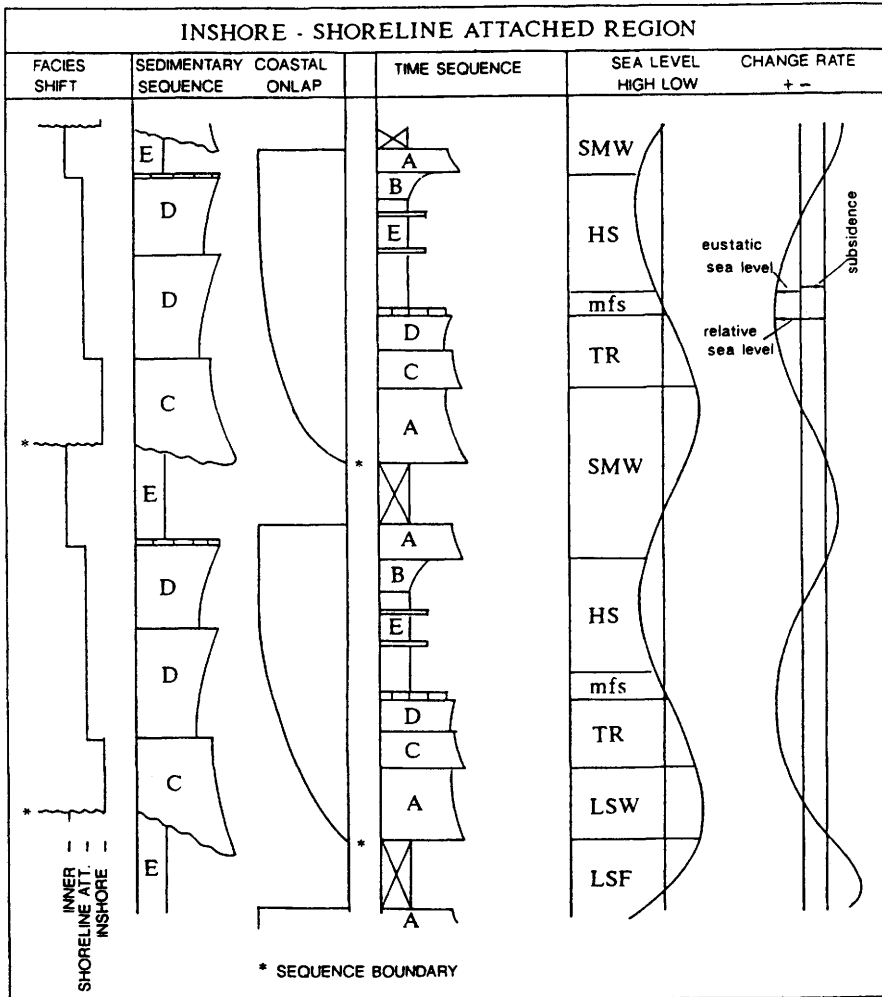 INSHORE - SHORELINE ATTACHED REGION
FACIES SHIFT
SEDIMENTARY SEQUENCE
COASTAL ONLAP
TIME SEQUENCE
SEA LEVEL
HIGH LOW
CHANGE RATE
+ -
E
D
D
C
*
E
D
D
C
*
E
INNER -
SHORELINE ATT. -
INSHORE -
*
*
A
B
E
D
C
A
A
B
E
D
C
A
A
SMW
HS
mfs
TR
SMW
HS
mfs
TR
LSW
LSF
eustatic
sea level
subsidence
relative
sea level
* SEQUENCE BOUNDARY